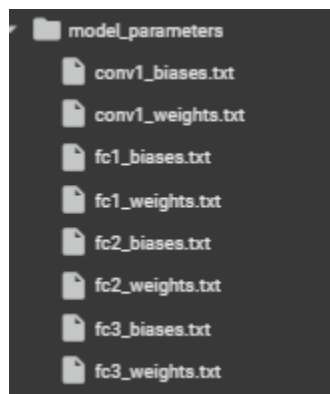 model_parameters
conv1_biases.txt
conv1_weights.txt
fc1_biases.txt
fc1_weights.txt
fc2_biases.txt
fc2_weights.txt
fc3_biases.txt
fc3_weights.txt